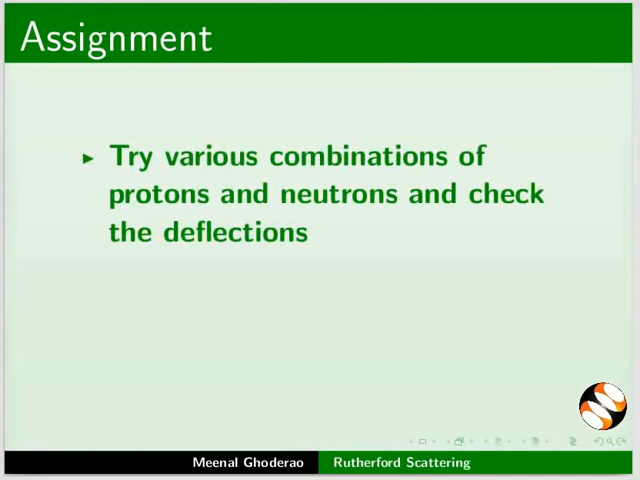 Assignment
Try various combinations of
protons and neutrons and check
the deflections
Meenal Ghoderao Rutherford Scattering